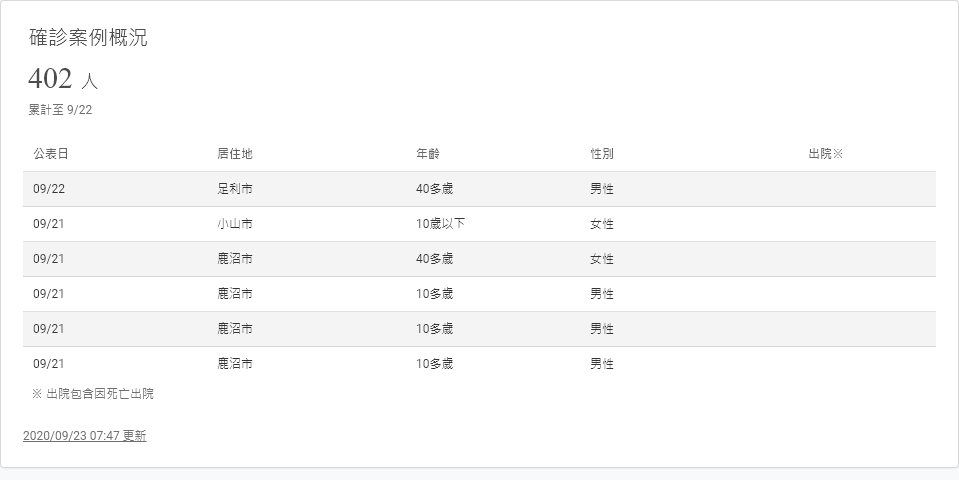 確診案例概況
402 人
累計至 9/22
公表日 居住地 年齡 性別 出院※
09/22 足利市 40多歲 男性
09/21 小山市 10歲以下 女性
09/21 鹿沼市 40多歲 女性
09/21 鹿沼市 10多歲 男性
09/21 鹿沼市 10多歲 男性
09/21 鹿沼市 10多歲 男性
※ 出院包含因死亡出院
2020/09/23 07:47 更新